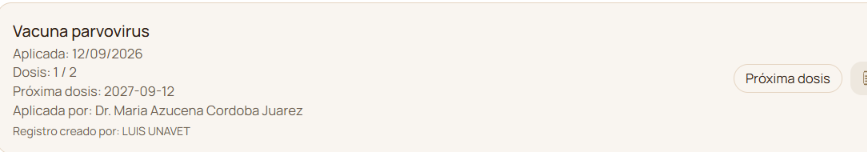 Vacuna parvovirus
Aplicada: 12/09/2026
Dosis: 1 / 2
Próxima dosis: 2027-09-12
Próxima dosis
Aplicada por: Dr. Maria Azucena Cordoba Juarez
Registro creado por: LUIS UNAVET